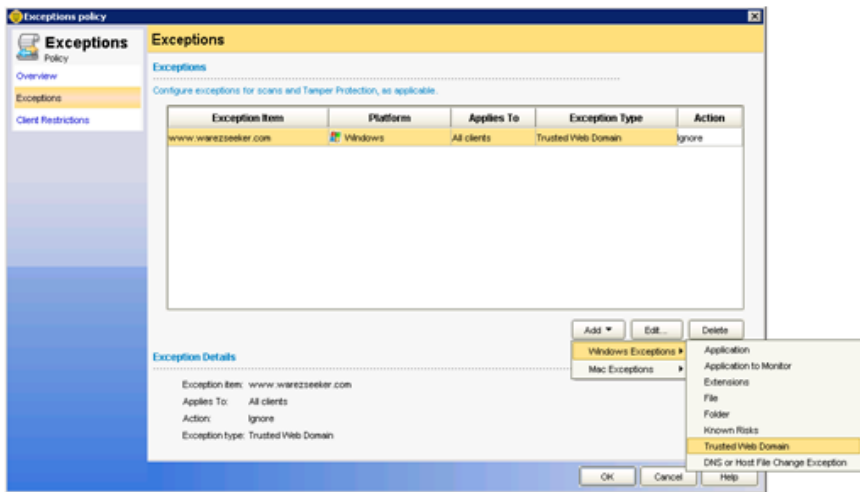 Exceptions policy
Exceptions
Policy
Overview
Exceptions
Client Restrictions
Exceptions
Exceptions
Configure exceptions for scans and Tamper Protection, as applicable.
Exception Item Platform Applies To Exception Type Action
www.warezseeker.com Windows All clients Trusted Web Domain Ignore
Add Edit... Delete
Windows Exceptions
Mac Exceptions
Application
Application to Monitor
Extensions
File
Folder
Known Risks
Trusted Web Domain
DNS or Host File Change Exception
Exception Details
Exception item: www.warezseeker.com
Applies To: All clients
Action: Ignore
Exception type: Trusted Web Domain
OK Cancel Help